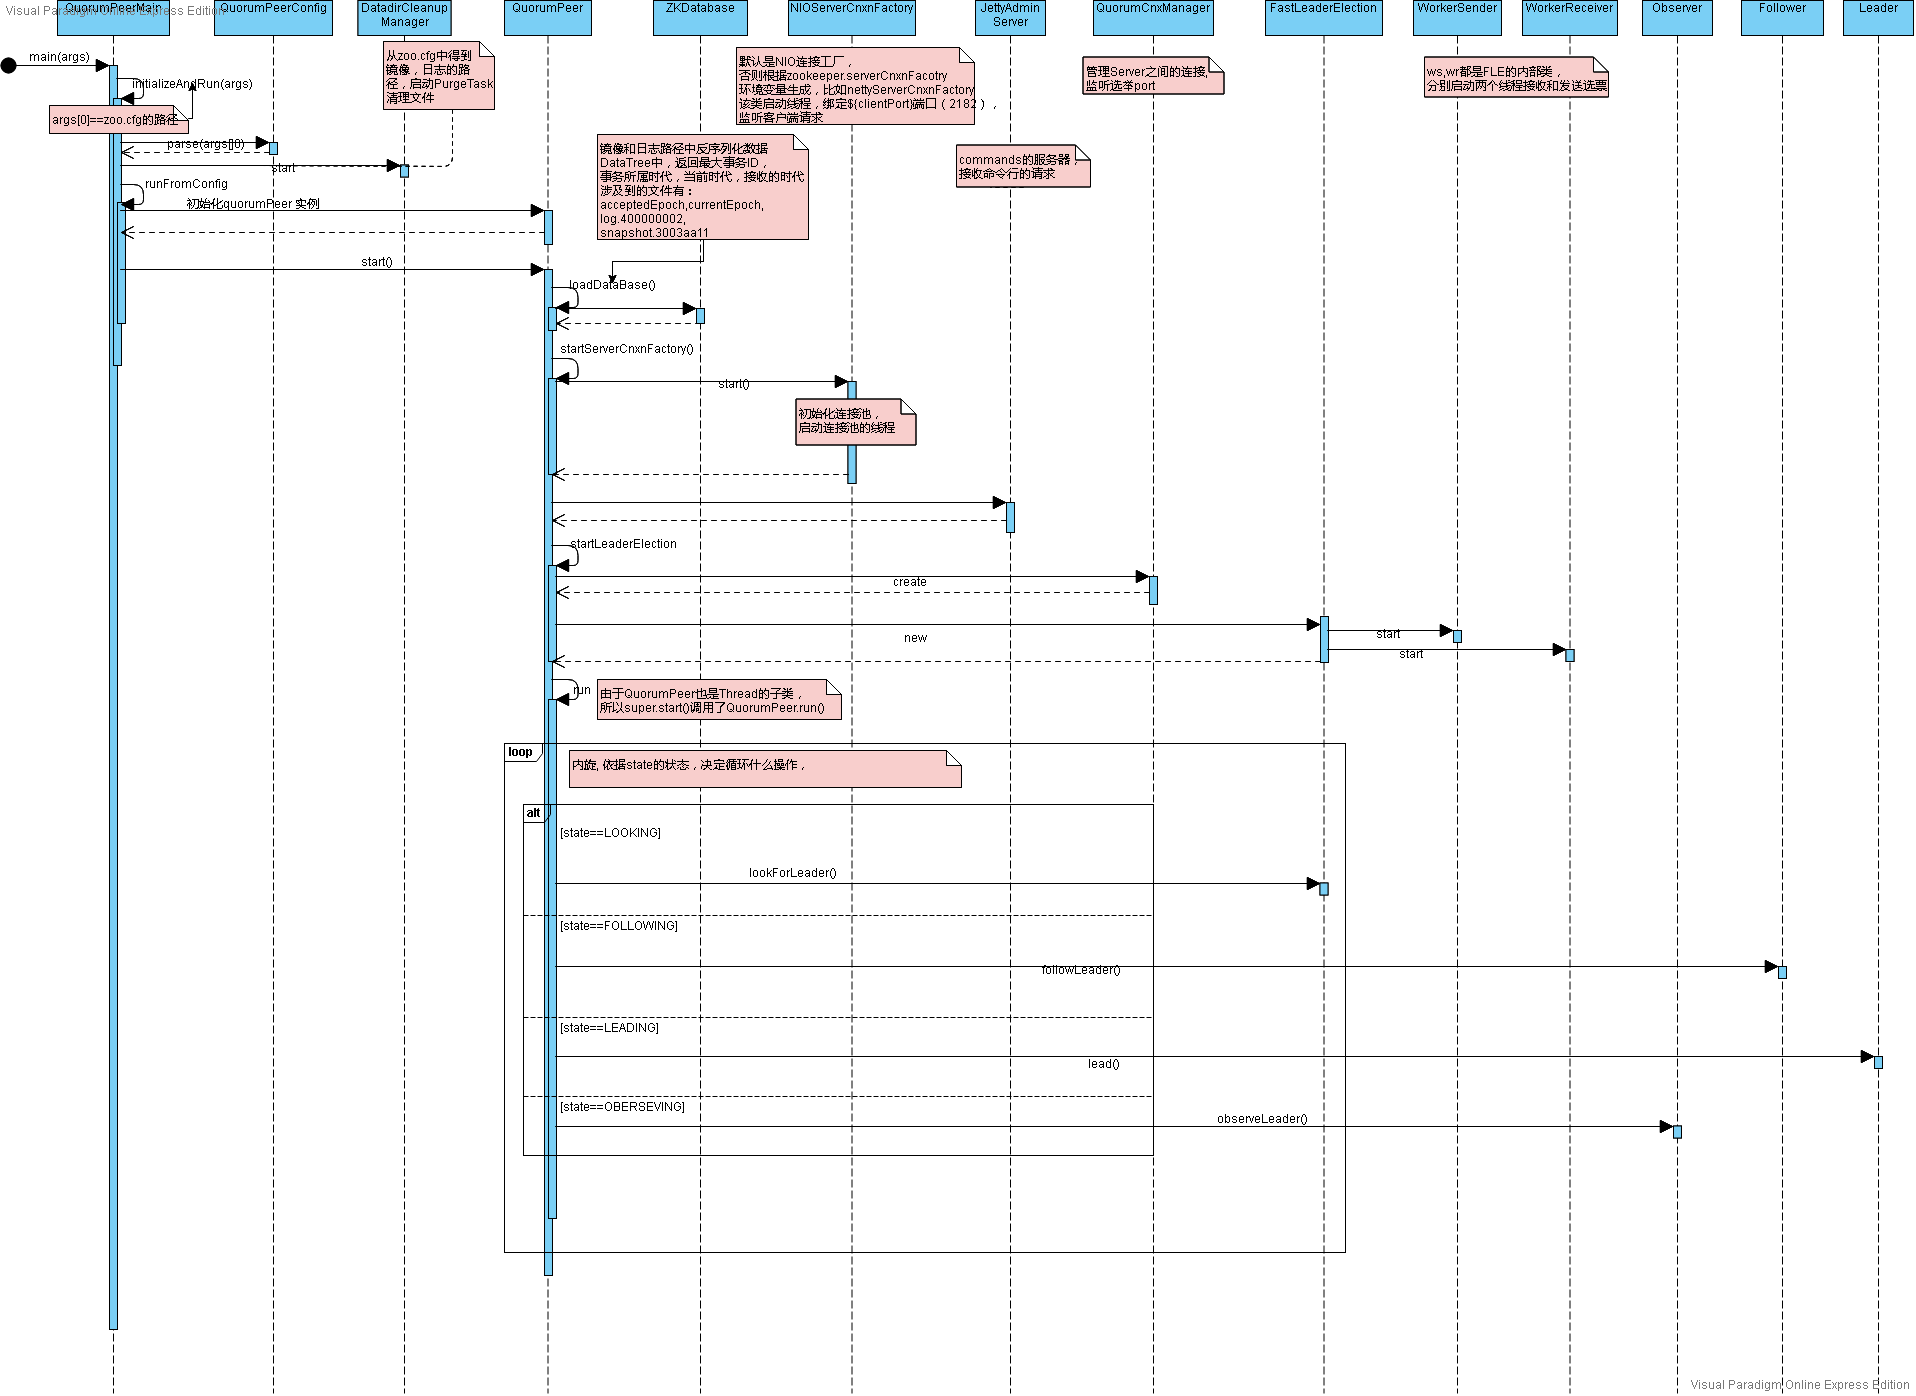 Visual Paradigm Online Express Edition
QuorumPeerMain
QuorumPeerConfig
DatadirCleanup
Manager
QuorumPeer
ZKDatabase
NIOServerCnxnFactory
JettyAdmin
Server
QuorumCnxManager
FastLeaderElection
WorkerSender
WorkerReceiver
Observer
Follower
Leader
main(args)
initializeAndRun(args)
args[0]==zoo.cfg的路径
从zoo.cfg中得到
镜像，日志的路
径，启动PurgeTask
清理文件
默认是NIO连接工厂，
否则根据zookeeper.serverCnxnFacotry
环境变量生成，比如nettyServerCnxnFactory
该类启动线程，绑定${clientPort}端口（2182），
监听客户端请求
管理Server之间的连接,
监听选举port
ws,wr都是FLE的内部类，
分别启动两个线程接收和发送选票
parse(args[]0)
start
镜像和日志路径中反序列化数据
DataTree中，返回最大事务ID，
事务所属时代，当前时代，接收的时代
涉及到的文件有：
acceptedEpoch,currentEpoch,
log.400000002,
snapshot.3003aa11
commands的服务器，
接收命令行的请求
runFromConfig
初始化quorumPeer 实例
start()
loadDataBase()
startServerCnxnFactory()
start()
初始化连接池，
启动连接池的线程
startLeaderElection
create
new
start
start
run
由于QuorumPeer也是Thread的子类，
所以super.start()调用了QuorumPeer.run()
loop
内旋, 依据state的状态，决定循环什么操作，
alt
[state==LOOKING]
lookForLeader()
[state==FOLLOWING]
followLeader()
[state==LEADING]
lead()
[state==OBERSEVING]
observeLeader()
Visual Paradigm Online Express Edition